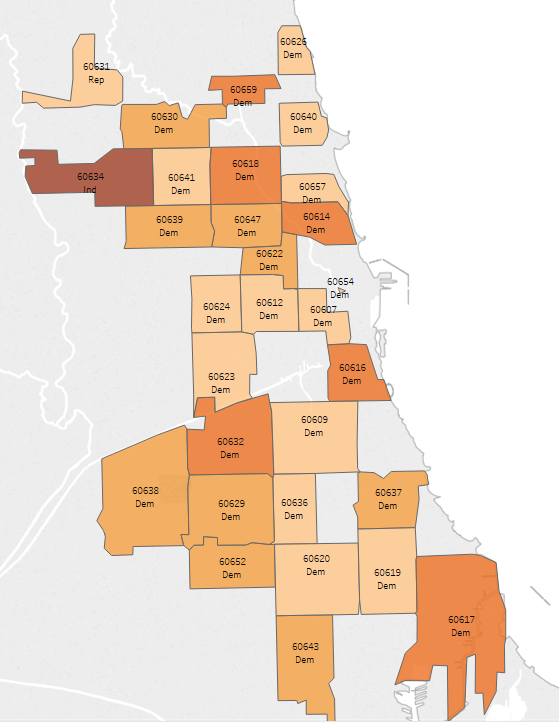 60626
Dem
60631
Rep
60659
Dem
60630
Dem
60640
Dem
60618
Dem
60634
Ind
60641
Dem
60657
Dem
60614
Dem
60639
Dem
60647
Dem
60622
Dem
60654
Dem
60624
Dem
60612
Dem
60607
Dem
60616
Dem
60623
Dem
60609
Dem
60632
Dem
60638
Dem
60629
Dem
60636
Dem
60637
Dem
60652
Dem
60620
Dem
60619
Dem
60617
Dem
60643
Dem